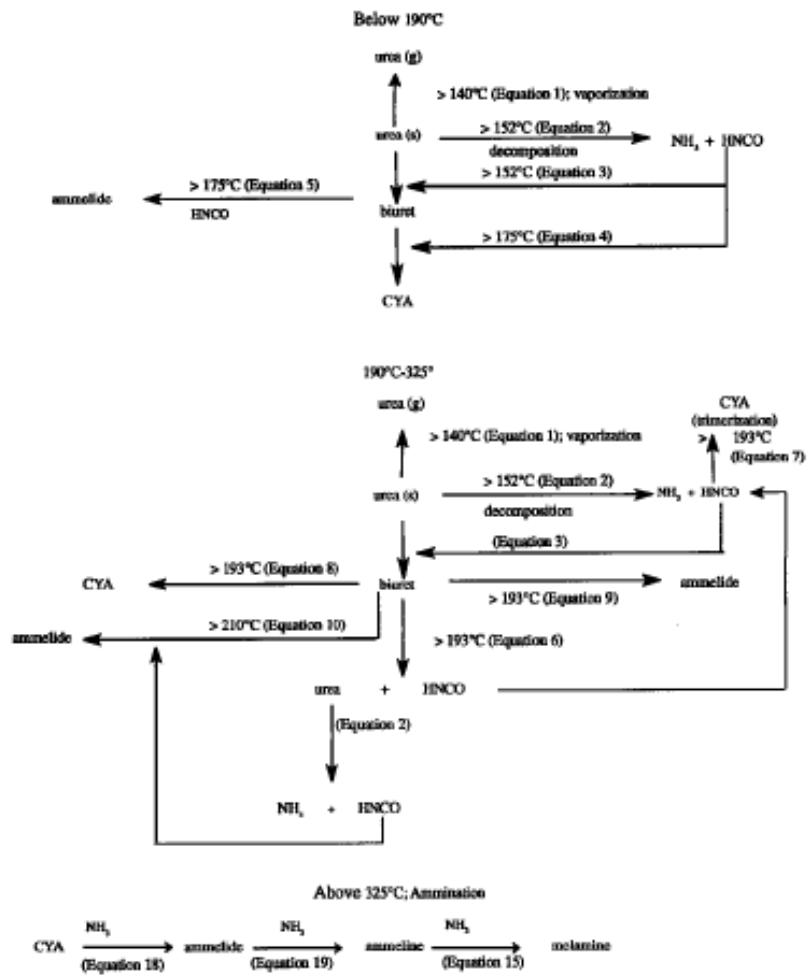 Below 190°C
urea (g)
> 140°C (Equation 1); vaporization
urea (s)
> 152°C (Equation 2)
decomposition
NH3 + HNCO
> 152°C (Equation 3)
> 175°C (Equation 5)
HNCO
ammelide
biuret
> 175°C (Equation 4)
CYA
190°C-325°
urea (g)
CYA
(trimerization)
> 193°C
(Equation 7)
> 140°C (Equation 1); vaporization
urea (s)
> 152°C (Equation 2)
decomposition
NH3 + HNCO
(Equation 3)
CYA
> 193°C (Equation 8)
biuret
> 193°C (Equation 9)
ammelide
ammelide
> 210°C (Equation 10)
> 193°C (Equation 6)
urea + HNCO
(Equation 2)
NH3 + HNCO
Above 325°C; Ammination
CYA
NH3
(Equation 18)
ammelide
NH3
(Equation 19)
ammeline
NH3
(Equation 15)
melamine